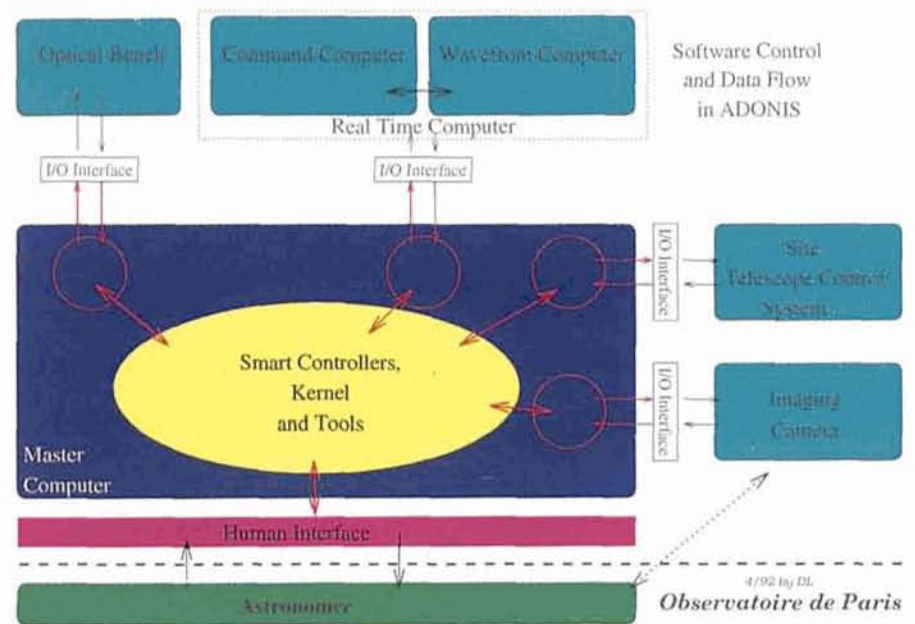 Optical Bench
Command Computer
Wavefront Computer
Software Control
and Data Flow
in ADONIS
Real Time Computer
I/O Interface
I/O Interface
I/O Interface
Site
Telescope Control
System
Smart Controllers,
Kernel
and Tools
I/O Interface
Imaging
Camera
Master
Computer
Human Interface
Astronomer
4/92 by DL
Observatoire de Paris